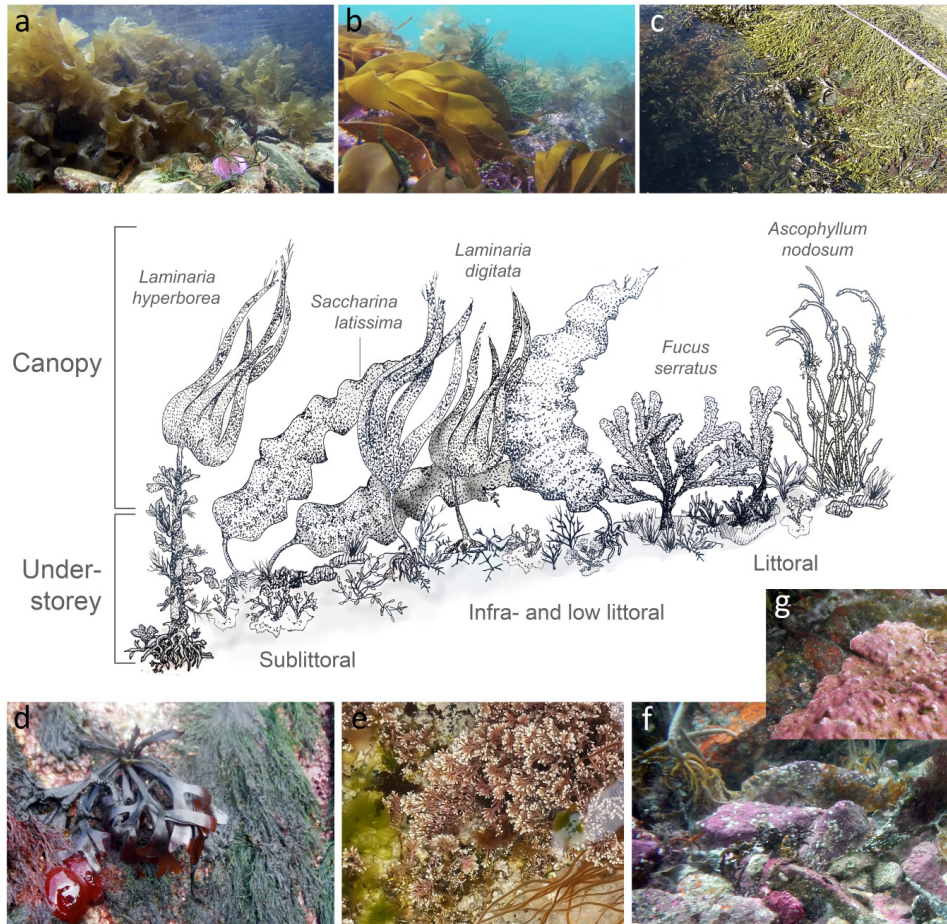 a
b
c
Laminaria
hyperborea
Saccharina
latissima
Laminaria
digitata
Ascophyllum
nodosum
Fucus
serratus
Canopy
Under-
storey
Littoral
Infra- and low littoral
Sublittoral
g
d
e
f